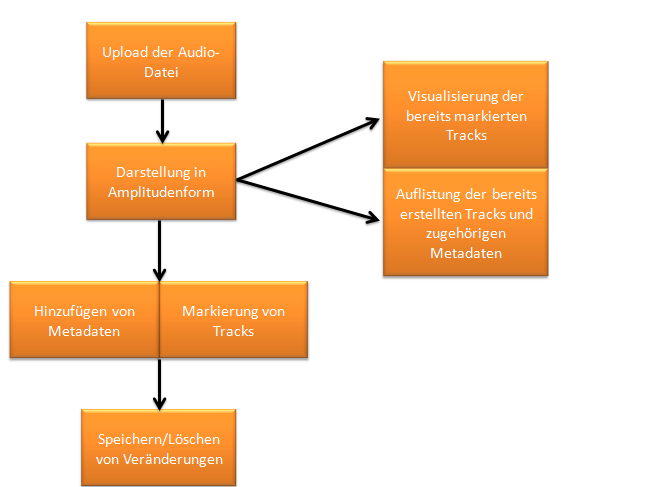 Upload der Audio-
Datei
Darstellung in
Amplitudenform
Visualisierung der
bereits markierten
Tracks
Auflistung der bereits
erstellten Tracks und
zugehörigen
Metadaten
Hinzufügen von
Metadaten
Markierung von
Tracks
Speichern/Löschen
von Veränderungen